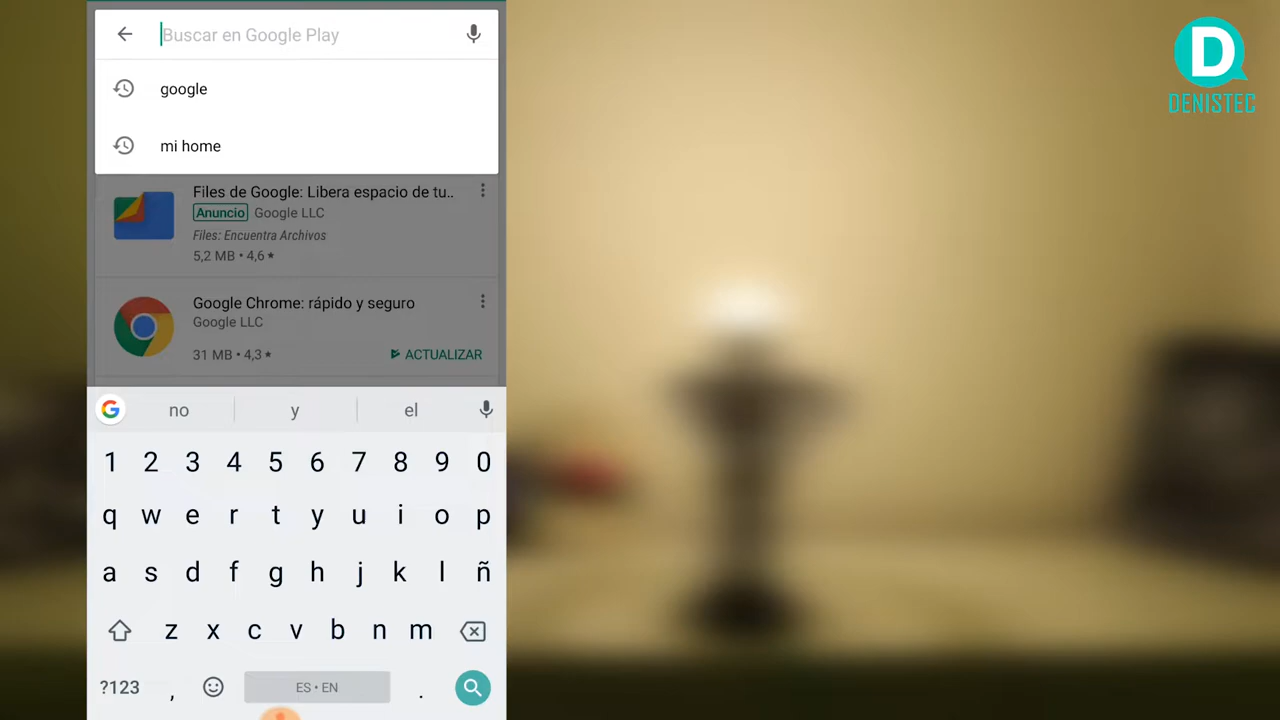 Buscar en Google Play
google
mi home
Files de Google: Libera espacio de tu..
Anuncio Google LLC
Files: Encuentra Archivos
5,2 MB • 4,6 ★
Google Chrome: rápido y seguro
Google LLC
31 MB • 4,3 ★ ACTUALIZAR
G no y el
1 2 3 4 5 6 7 8 9 0
q w e r t y u i o p
a s d f g h j k l ñ
z x c v b n m
?123 , ES • EN .
D
DENISTEC